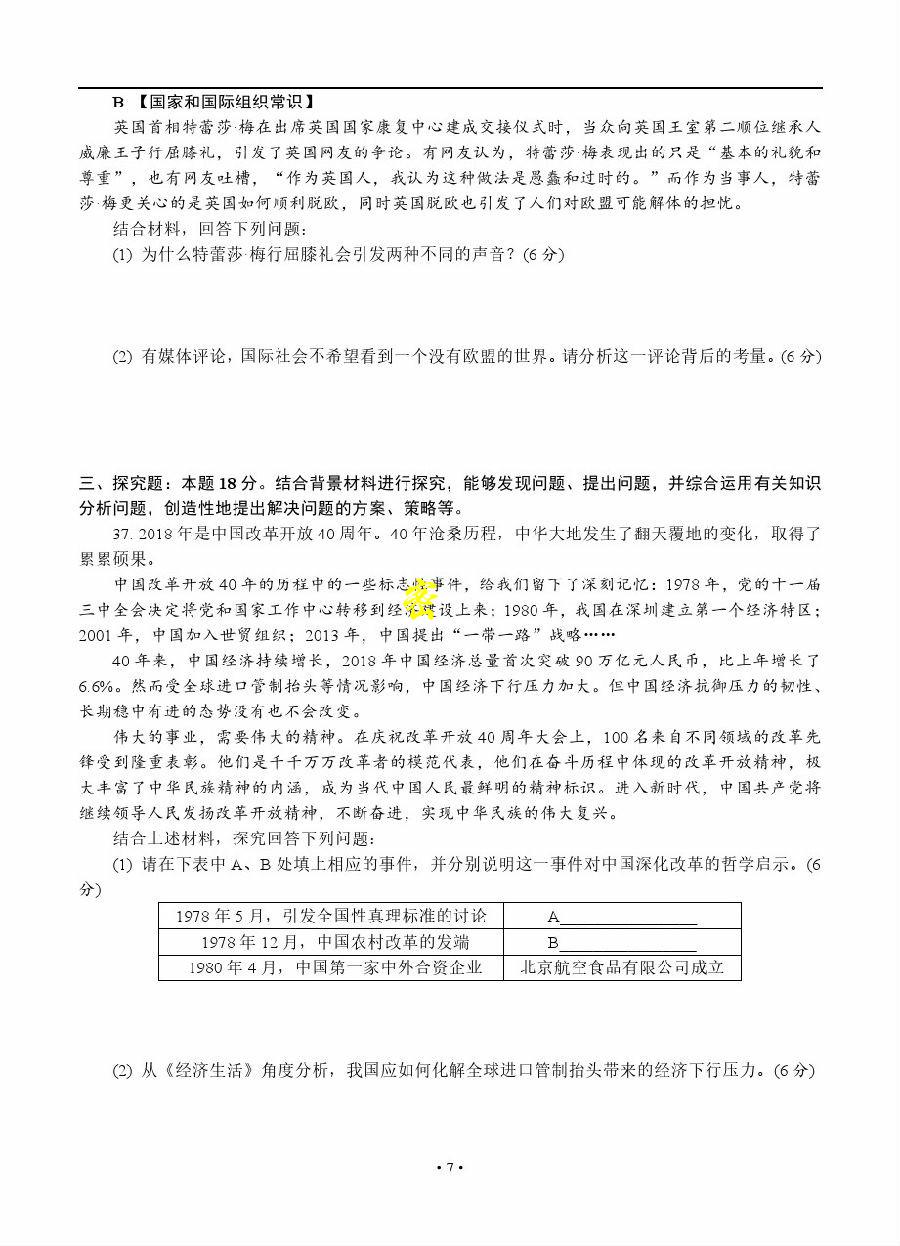 B 【国家和国际组织常识】
英国首相特蕾莎·梅在出席英国国家康复中心建成交接仪式时，当众向英国王室第二顺位继承人
威廉王子行屈膝礼，引发了英国网友的争论。有网友认为，特蕾莎·梅表现出的只是“基本的礼貌和
尊重”，也有网友吐槽，“作为英国人，我认为这种做法是愚蠢和过时的。”而作为当事人，特蕾
莎·梅更关心的是英国如何顺利脱欧，同时英国脱欧也引发了人们对欧盟可能解体的担忧。
结合材料，回答下列问题：
(1) 为什么特蕾莎·梅行屈膝礼会引发两种不同的声音？(6 分)
(2) 有媒体评论，国际社会不希望看到一个没有欧盟的世界。请分析这一评论背后的考量。(6 分)
三、探究题：本题 18 分。结合背景材料进行探究，能够发现问题、提出问题，并综合运用有关知识
分析问题，创造性地提出解决问题的方案、策略等。
37. 2018 年是中国改革开放 40 周年。40 年沧桑历程，中华大地发生了翻天覆地的变化，取得了
累累硕果。
中国改革开放 40 年的历程中的一些标志性事件，给我们留下了深刻记忆：1978 年，党的十一届
三中全会决定将党和国家工作中心转移到经济建设上来；1980 年，我国在深圳建立第一个经济特区；
2001 年，中国加入世贸组织；2013 年，中国提出“一带一路”战略……
40 年来，中国经济持续增长，2018 年中国经济总量首次突破 90 万亿元人民币，比上年增长了
6.6%。然而受全球进口管制抬头等情况影响，中国经济下行压力加大。但中国经济抗御压力的韧性、
长期稳中有进的态势没有也不会改变。
伟大的事业，需要伟大的精神。在庆祝改革开放 40 周年大会上，100 名来自不同领域的改革先
锋受到隆重表彰。他们是千千万万改革者的模范代表，他们在奋斗历程中体现的改革开放精神，极
大丰富了中华民族精神的内涵，成为当代中国人民最鲜明的精神标识。进入新时代，中国共产党将
继续领导人民发扬改革开放精神，不断奋进，实现中华民族的伟大复兴。
结合上述材料，探究回答下列问题：
(1) 请在下表中 A、B 处填上相应的事件，并分别说明这一事件对中国深化改革的哲学启示。(6
分)
1978 年 5 月，引发全国性真理标准的讨论 A________________
1978 年 12 月，中国农村改革的发端 B________________
1980 年 4 月，中国第一家中外合资企业 北京航空食品有限公司成立
(2) 从《经济生活》角度分析，我国应如何化解全球进口管制抬头带来的经济下行压力。(6 分)
• 7 •